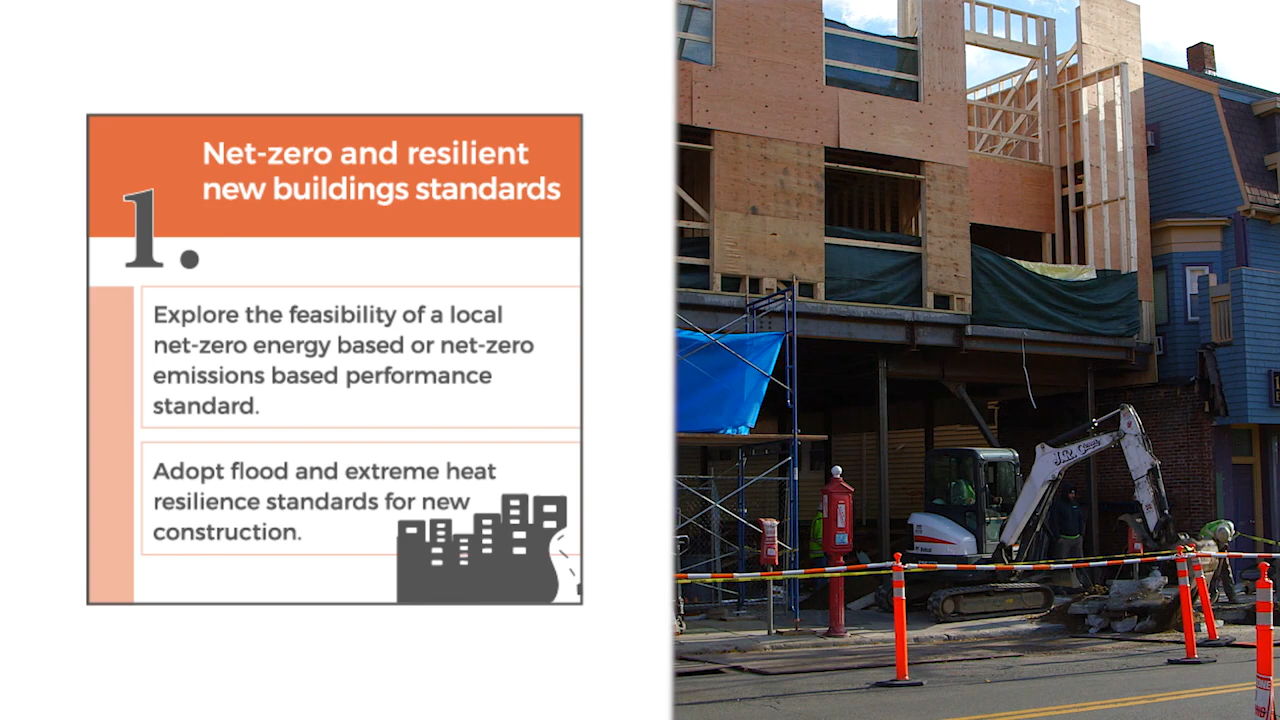 Net-zero and resilient
new buildings standards
1.
Explore the feasibility of a local
net-zero energy based or net-zero
emissions based performance
standard.
Adopt flood and extreme heat
resilience standards for new
construction.
Bobcat